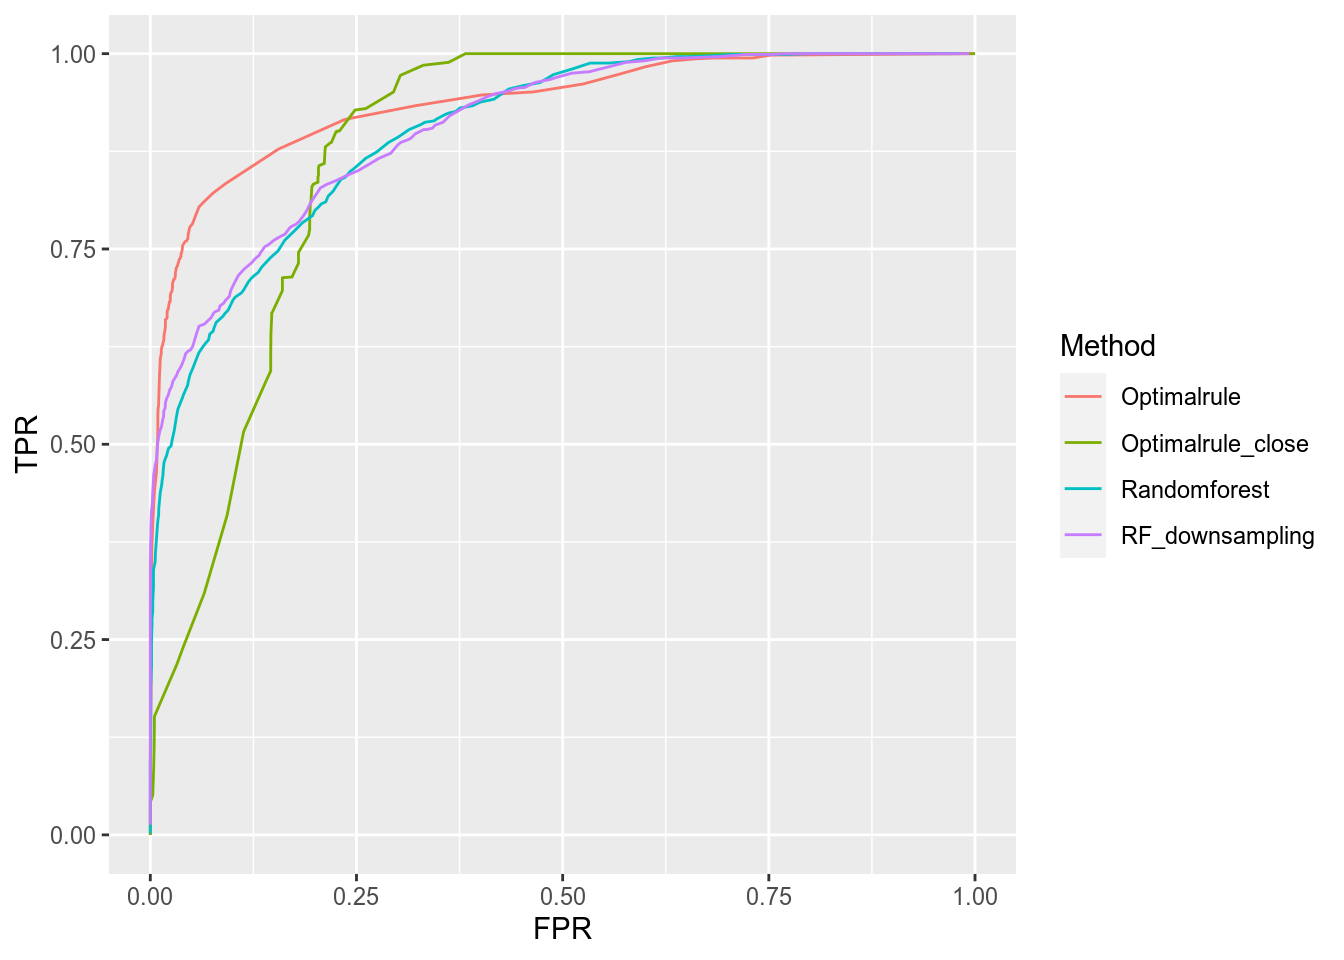 1.00
0.75
0.50
0.25
0.00
TPR
0.00 0.25 0.50 0.75 1.00
FPR
Method
Optimalrule
Optimalrule_close
Randomforest
RF_downsampling